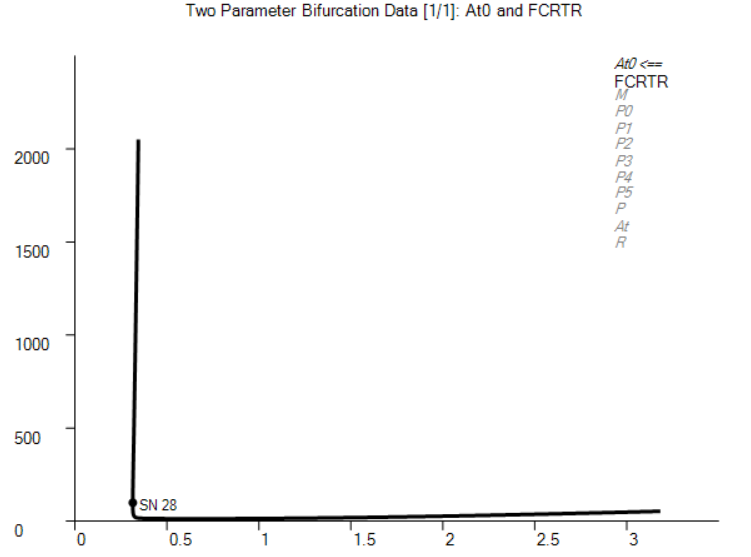 Two Parameter Bifurcation Data [1/1]: At0 and FCRTR
At0 <==
FCRTR
M
P0
P1
P2
P3
P4
P5
P
At
R
2000
1500
1000
500
0
SN 28
0 0.5 1 1.5 2 2.5 3